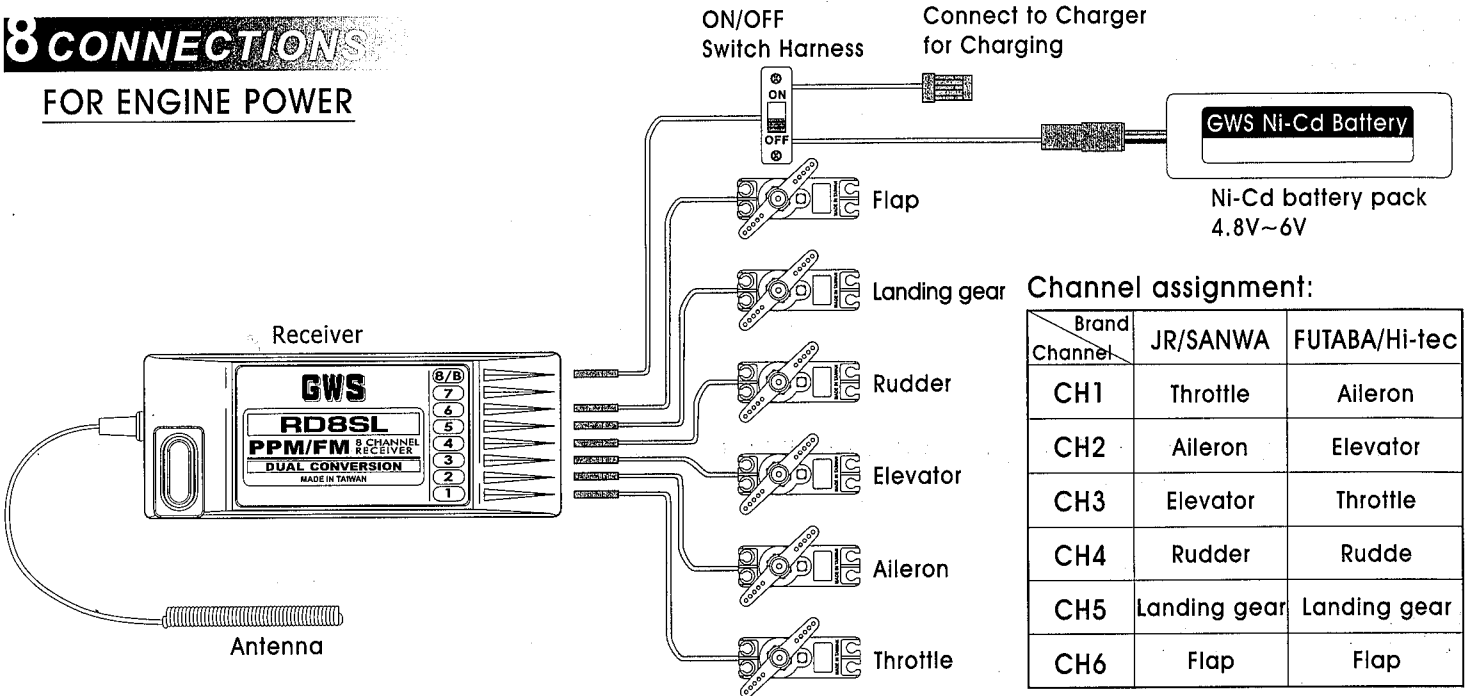 8 CONNECTIONS
FOR ENGINE POWER
ON/OFF
Switch Harness
Connect to Charger
for Charging
ON
OFF
GWS Ni-Cd Battery
Ni-Cd battery pack
4.8V~6V
Flap
Landing gear
Rudder
Elevator
Aileron
Throttle
Receiver
GWS
RD8SL
PPM/FM 8 CHANNEL
RECEIVER
DUAL CONVERSION
MADE IN TAIWAN
8/B
7
6
5
4
3
2
1
Antenna
Channel assignment:
Brand
Channel
JR/SANWA FUTABA/Hi-tec
CH1 Throttle Aileron
CH2 Aileron Elevator
CH3 Elevator Throttle
CH4 Rudder Rudde
CH5 Landing gear Landing gear
CH6 Flap Flap